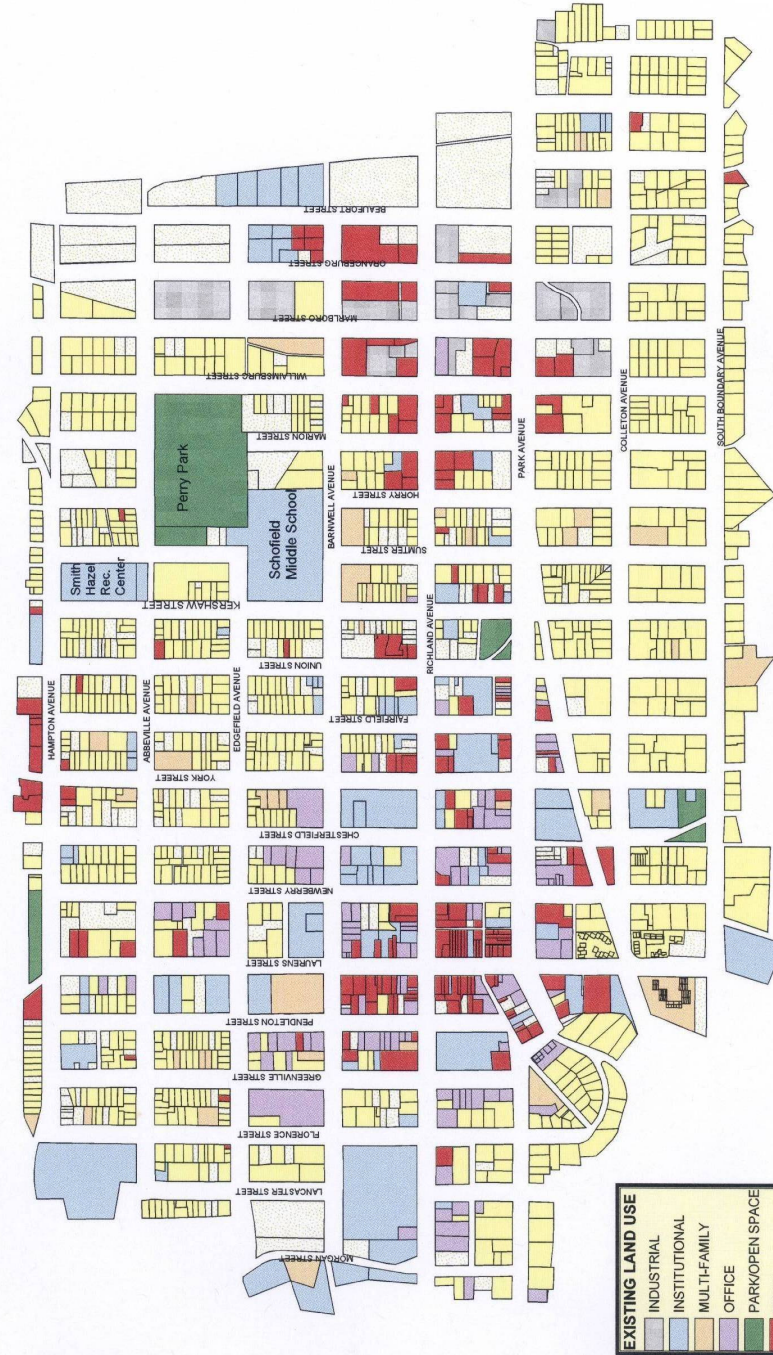 BEAUFORT STREET
ORANGEBURG STREET
MARLBORO STREET
WILLAIMSBURG STREET
MARION STREET
Perry Park
HORRY STREET
BARNWELL AVENUE
PARK AVENUE
COLLETON AVENUE
SOUTH BOUNDARY AVENUE
Schofield
Middle School
SUMTER STREET
Smith
Hazel
Rec.
Center
KERSHAW STREET
UNION STREET
RICHLAND AVENUE
HAMPTON AVENUE
ABBEVILLE AVENUE
EDGEFIELD AVENUE
FAIRFIELD STREET
YORK STREET
CHESTERFIELD STREET
NEWBERRY STREET
LAURENS STREET
PENDLETON STREET
GREENVILLE STREET
FLORENCE STREET
LANCASTER STREET
MORGAN STREET
EXISTING LAND USE
INDUSTRIAL
INSTITUTIONAL
MULTI-FAMILY
OFFICE
PARK/OPEN SPACE